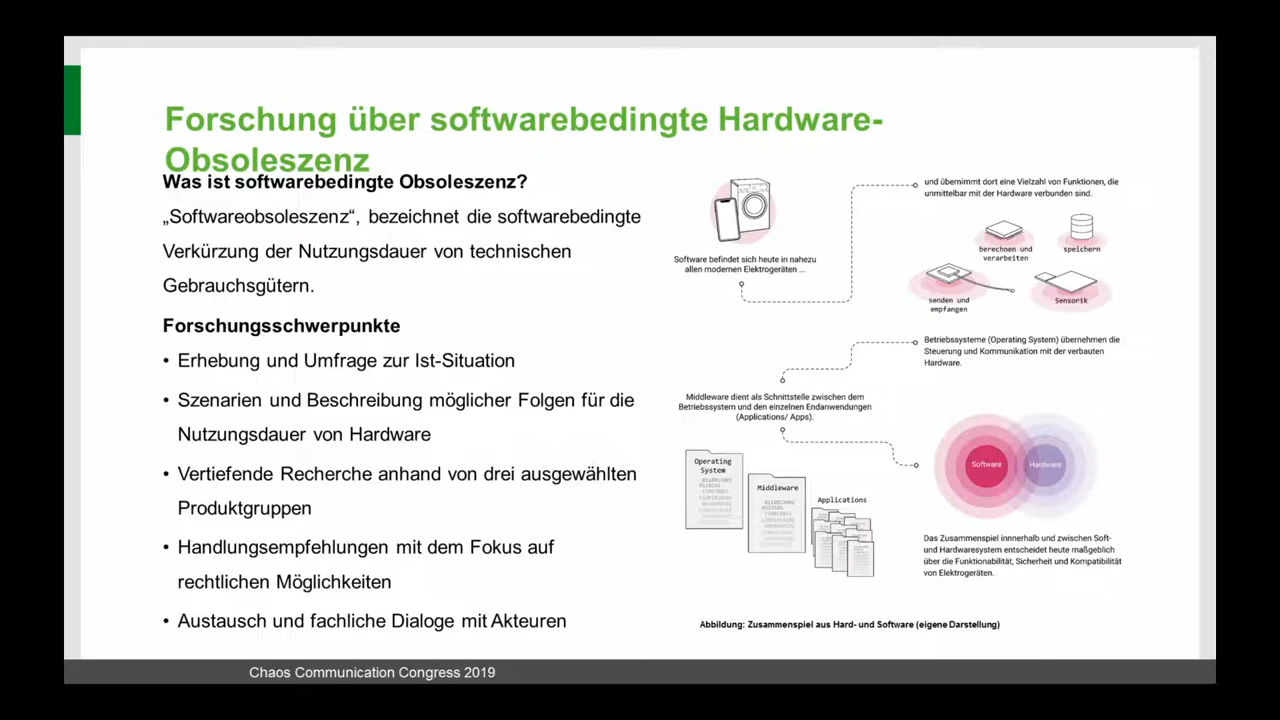 Forschung über softwarebedingte Hardware-
Obsoleszenz
Was ist softwarebedingte Obsoleszenz?
„Softwareobsoleszenz“, bezeichnet die softwarebedingte
Verkürzung der Nutzungsdauer von technischen
Gebrauchsgütern.
Forschungsschwerpunkte
• Erhebung und Umfrage zur Ist-Situation
• Szenarien und Beschreibung möglicher Folgen für die
Nutzungsdauer von Hardware
• Vertiefende Recherche anhand von drei ausgewählten
Produktgruppen
• Handlungsempfehlungen mit dem Fokus auf
rechtlichen Möglichkeiten
• Austausch und fachliche Dialoge mit Akteuren
Software befindet sich heute in nahezu
allen modernen Elektrogeräten ...
und übernimmt dort eine Vielzahl von Funktionen, die
unmittelbar mit der Hardware verbunden sind.
berechnen und
verarbeiten
speichern
senden und
empfangen
Sensorik
Betriebssysteme (Operating System) übernehmen die
Steuerung und Kommunikation mit der verbauten
Hardware.
Middleware dient als Schnittstelle zwischen dem
Betriebssystem und den einzelnen Endanwendungen
(Applications/ Apps).
Operating
System
Middleware
Applications
Software
Hardware
Das Zusammenspiel innnerhalb und zwischen Soft-
und Hardwaresystem entscheidet heute maßgeblich
über die Funktionabilität, Sicherheit und Kompatibilität
von Elektrogeräten.
Abbildung: Zusammenspiel aus Hard- und Software (eigene Darstellung)
Chaos Communication Congress 2019